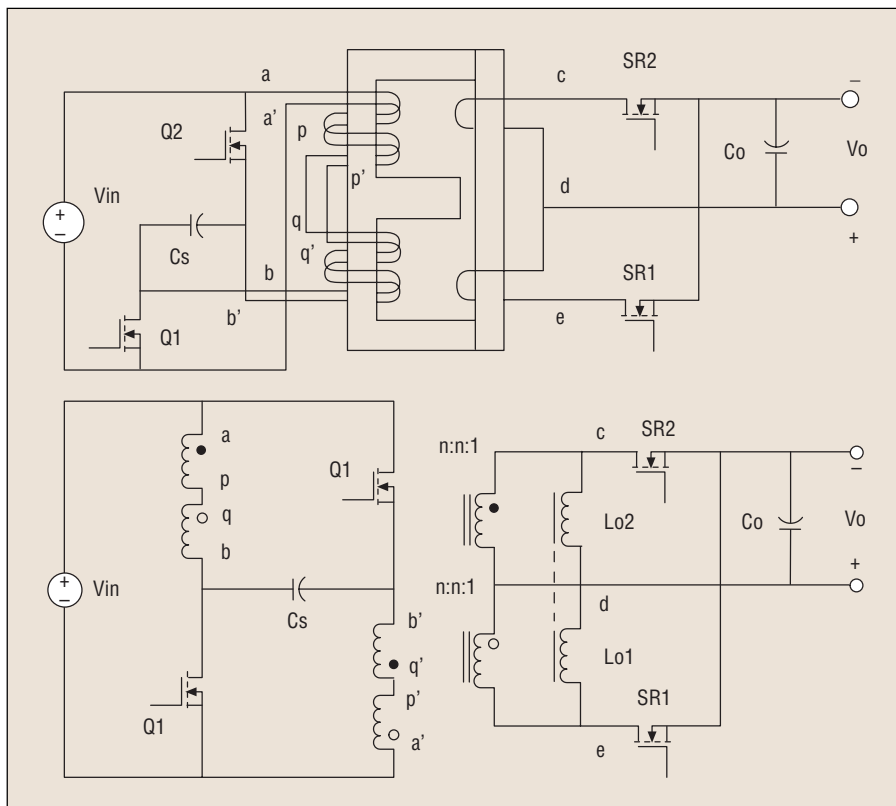 a
c
SR2
−
Q2
a’
p
Co
Vo
Vin
+
−
p’
d
Cs
q
+
q’
b
SR1
Q1
b’
e
a
n:n:1
c
SR2
p
Q1
−
q
Lo2
Co
Vo
b
Vin
+
−
n:n:1
+
Cs
d
b’
q’
Lo1
Q1
p’
SR1
a’
e